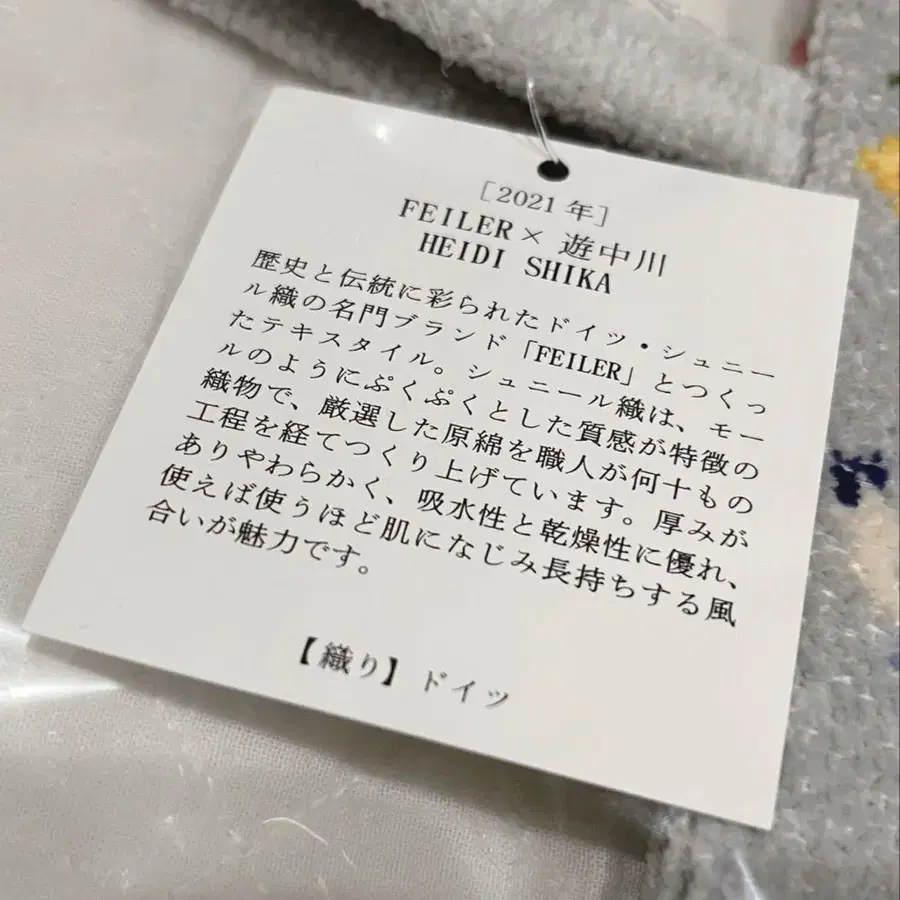 [2021 年]
FEILER× 遊中川
HEIDI SHIKA
歴史と伝統に彩られたドイツ・シュニー
ル織の名門ブランド「FEILER」とつくっ
たテキスタイル。シュニール織は、モー
ルのようにぷくぷくとした質感が特徴の
織物で、厳選した原綿を職人が何十もの
工程を経てつくり上げています。厚みが
ありやわらかく、吸水性と乾燥性に優れ、
使えば使うほど肌になじみ長持ちする風
合いが魅力です。
【織り】ドイツ